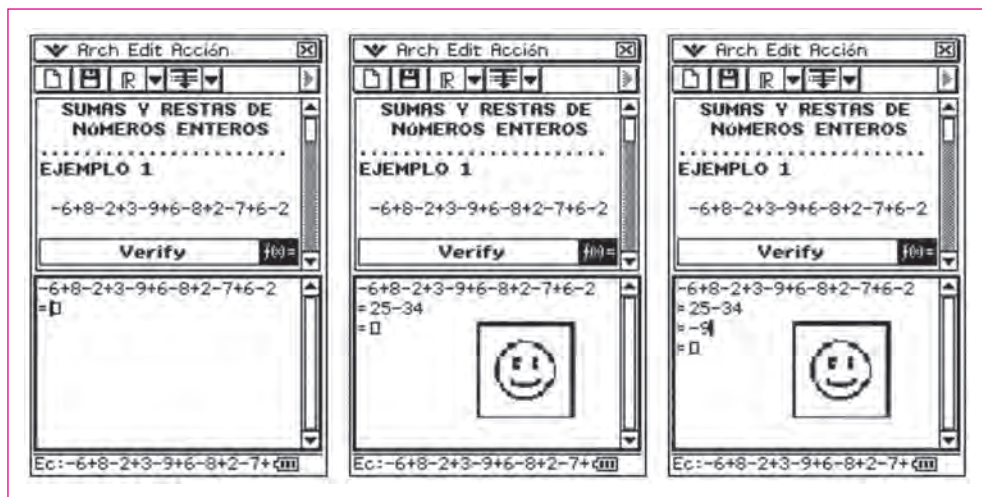 Arch Edit Acción
SUMAS Y RESTAS DE
NÚMEROS ENTEROS
EJEMPLO 1
-6+8-2+3-9+6-8+2-7+6-2
Verify f(x)=
-6+8-2+3-9+6-8+2-7+6-2
=
Ec:-6+8-2+3-9+6-8+2-7+
Arch Edit Acción
SUMAS Y RESTAS DE
NÚMEROS ENTEROS
EJEMPLO 1
-6+8-2+3-9+6-8+2-7+6-2
Verify f(x)=
-6+8-2+3-9+6-8+2-7+6-2
=25-34
=
Ec:-6+8-2+3-9+6-8+2-7+
Arch Edit Acción
SUMAS Y RESTAS DE
NÚMEROS ENTEROS
EJEMPLO 1
-6+8-2+3-9+6-8+2-7+6-2
Verify f(x)=
-6+8-2+3-9+6-8+2-7+6-2
=25-34
=-9
=
Ec:-6+8-2+3-9+6-8+2-7+